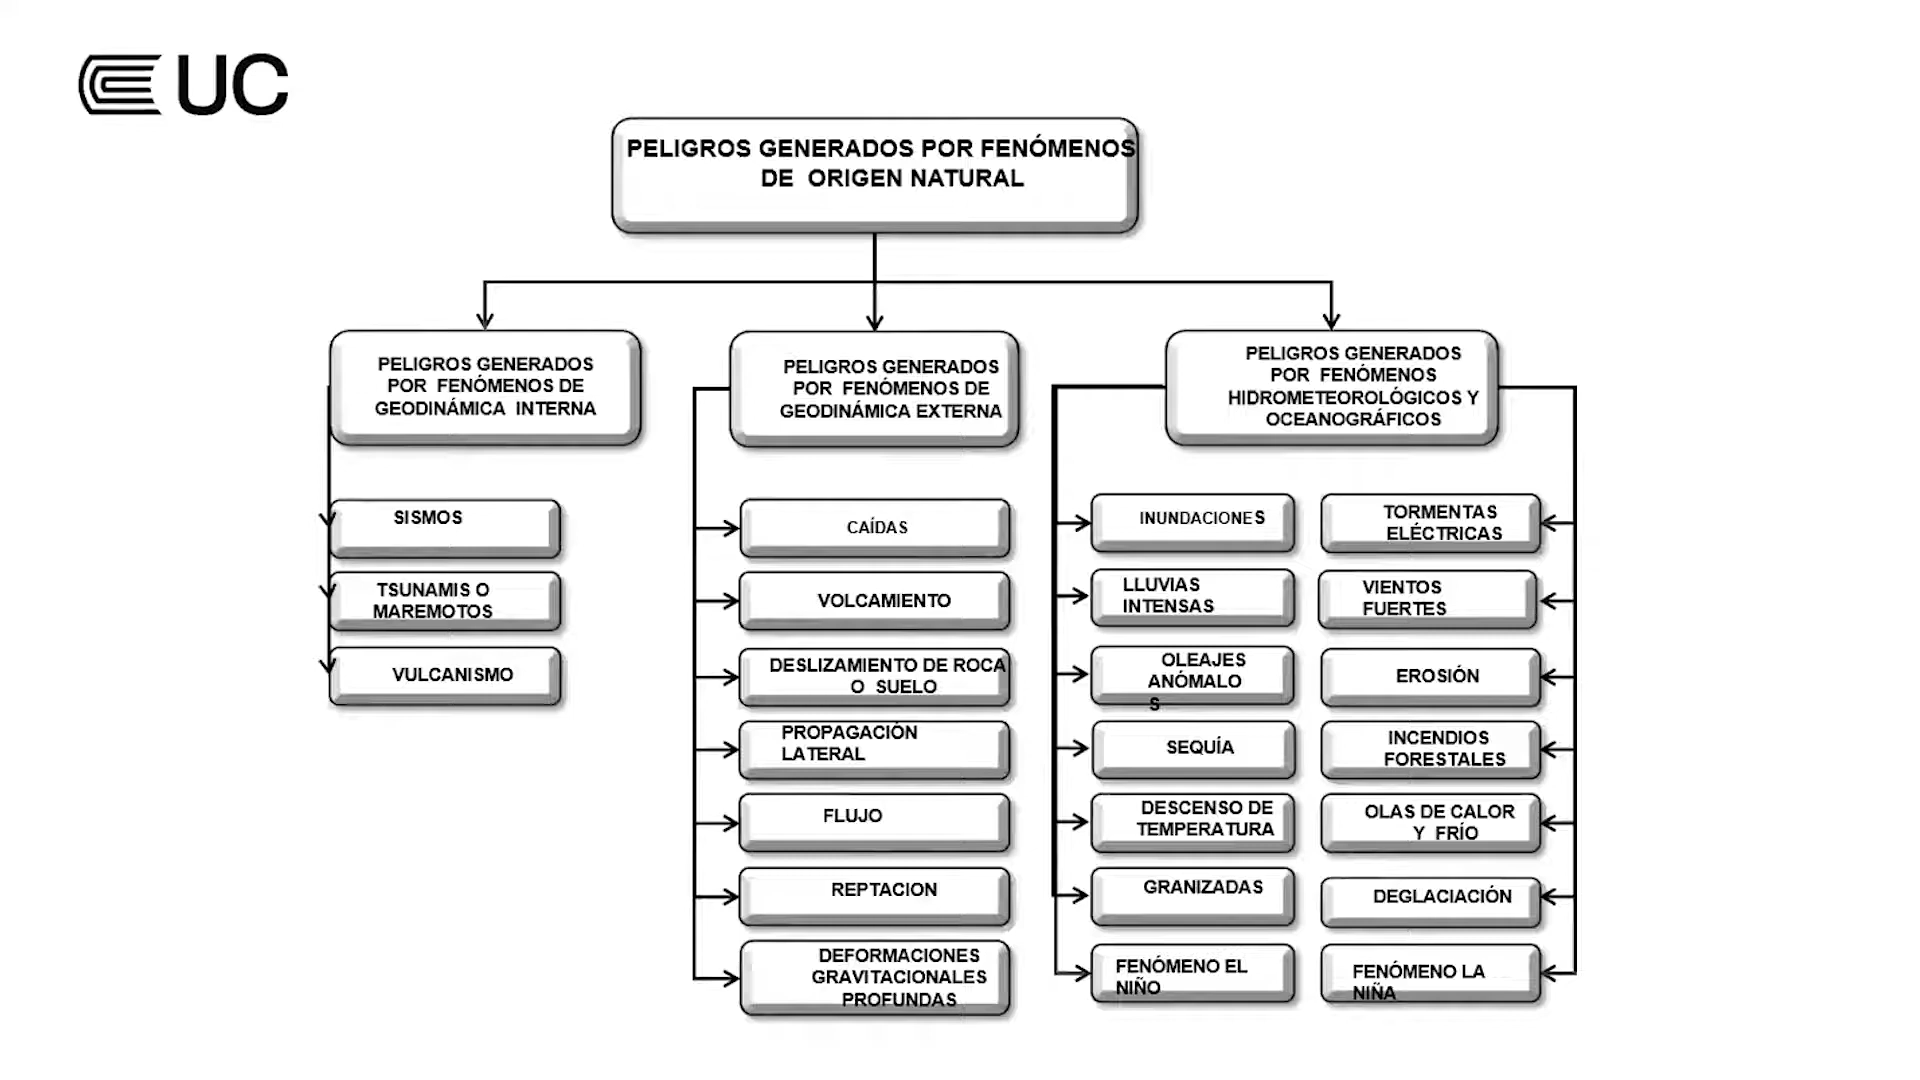 UC
PELIGROS GENERADOS POR FENÓMENOS
DE ORIGEN NATURAL
PELIGROS GENERADOS
POR FENÓMENOS DE
GEODINÁMICA INTERNA
SISMOS
TSUNAMIS O
MAREMOTOS
VULCANISMO
PELIGROS GENERADOS
POR FENÓMENOS DE
GEODINÁMICA EXTERNA
CAÍDAS
VOLCAMIENTO
DESLIZAMIENTO DE ROCA
O SUELO
PROPAGACIÓN
LATERAL
FLUJO
REPTACION
DEFORMACIONES
GRAVITACIONALES
PROFUNDAS
PELIGROS GENERADOS
POR FENÓMENOS
HIDROMETEOROLÓGICOS Y
OCEANOGRÁFICOS
INUNDACIONES
LLUVIAS
INTENSAS
OLEAJES
ANÓMALO
S
SEQUÍA
DESCENSO DE
TEMPERATURA
GRANIZADAS
FENÓMENO EL
NIÑO
TORMENTAS
ELÉCTRICAS
VIENTOS
FUERTES
EROSIÓN
INCENDIOS
FORESTALES
OLAS DE CALOR
Y FRÍO
DEGLACIACIÓN
FENÓMENO LA
NIÑA